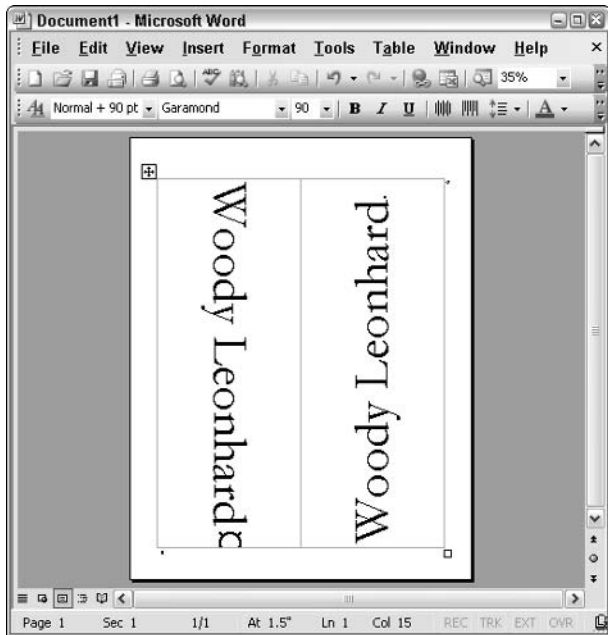 Document1 - Microsoft Word
File Edit View Insert Format Tools Table Window Help
35%
Normal + 90 pt Garamond 90 B I U A
Woody Leonhard¤
Woody Leonhard.
Page 1 Sec 1 1/1 At 1.5" Ln 1 Col 15 REC TRK EXT OVR